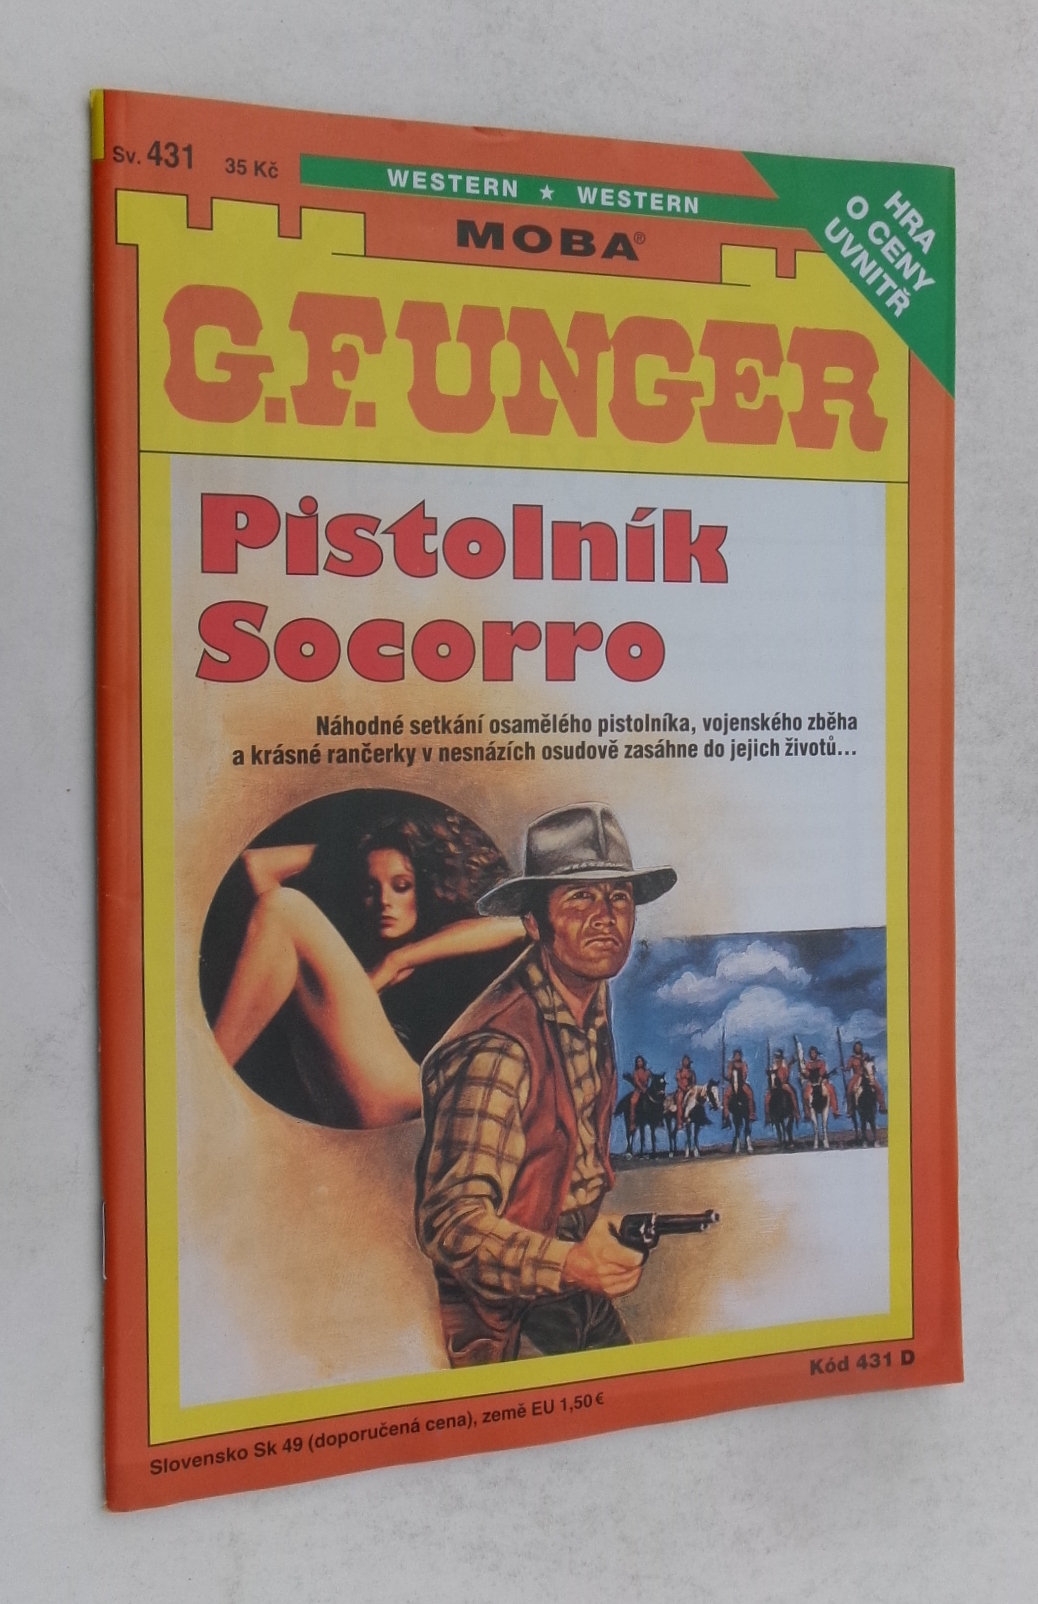 Sv. 431 35 Kč
WESTERN ★ WESTERN
HRA
O CENY
UVNITŘ
MOBA®
G.F. UNGER
Pistolník
Socorro
Náhodné setkání osamělého pistolníka, vojenského zběha
a krásné rančerky v nesnázích osudově zasáhne do jejich životů...
Kód 431 D
Slovensko Sk 49 (doporučená cena), země EU 1,50 €